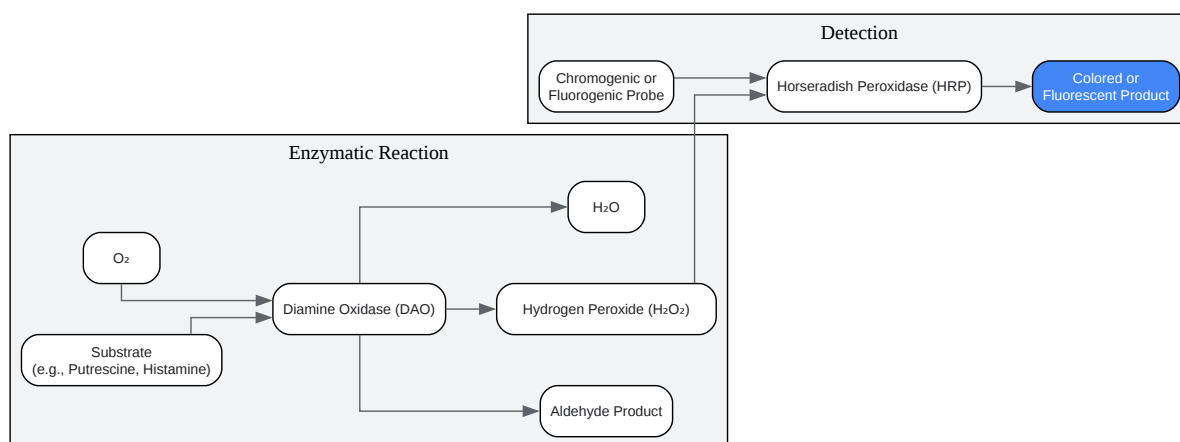 Detection
Chromogenic or
Fluorogenic Probe
Horseradish Peroxidase (HRP)
Colored or
Fluorescent Product
Enzymatic Reaction
H₂O
O₂
Diamine Oxidase (DAO)
Hydrogen Peroxide (H₂O₂)
Substrate
(e.g., Putrescine, Histamine)
Aldehyde Product